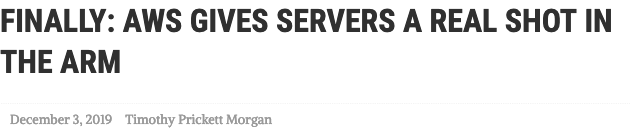 FINALLY: AWS GIVES SERVERS A REAL SHOT IN
THE ARM
December 3, 2019 Timothy Prickett Morgan